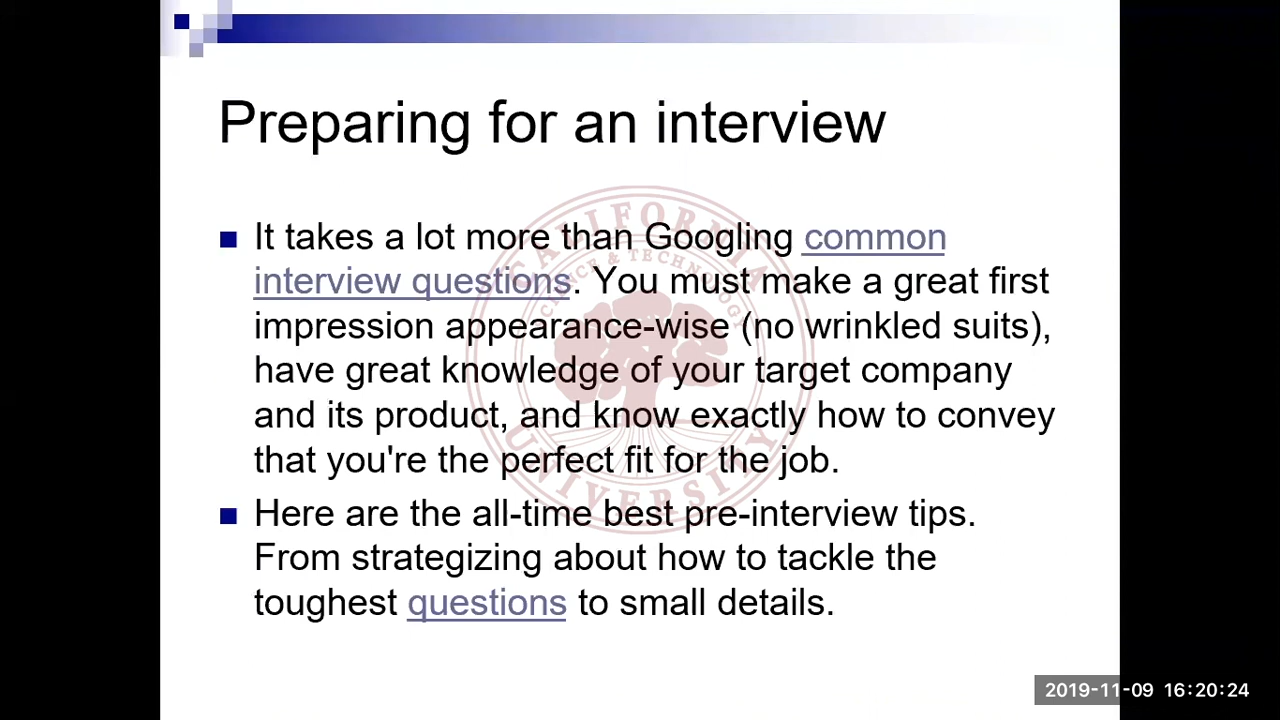 Preparing for an interview
It takes a lot more than Googling common
interview questions. You must make a great first
impression appearance-wise (no wrinkled suits),
have great knowledge of your target company
and its product, and know exactly how to convey
that you're the perfect fit for the job.
Here are the all-time best pre-interview tips.
From strategizing about how to tackle the
toughest questions to small details.
CALIFORNIA
SCIENCE & TECHNOLOGY
UNIVERSITY
2019-11-09 16:20:24